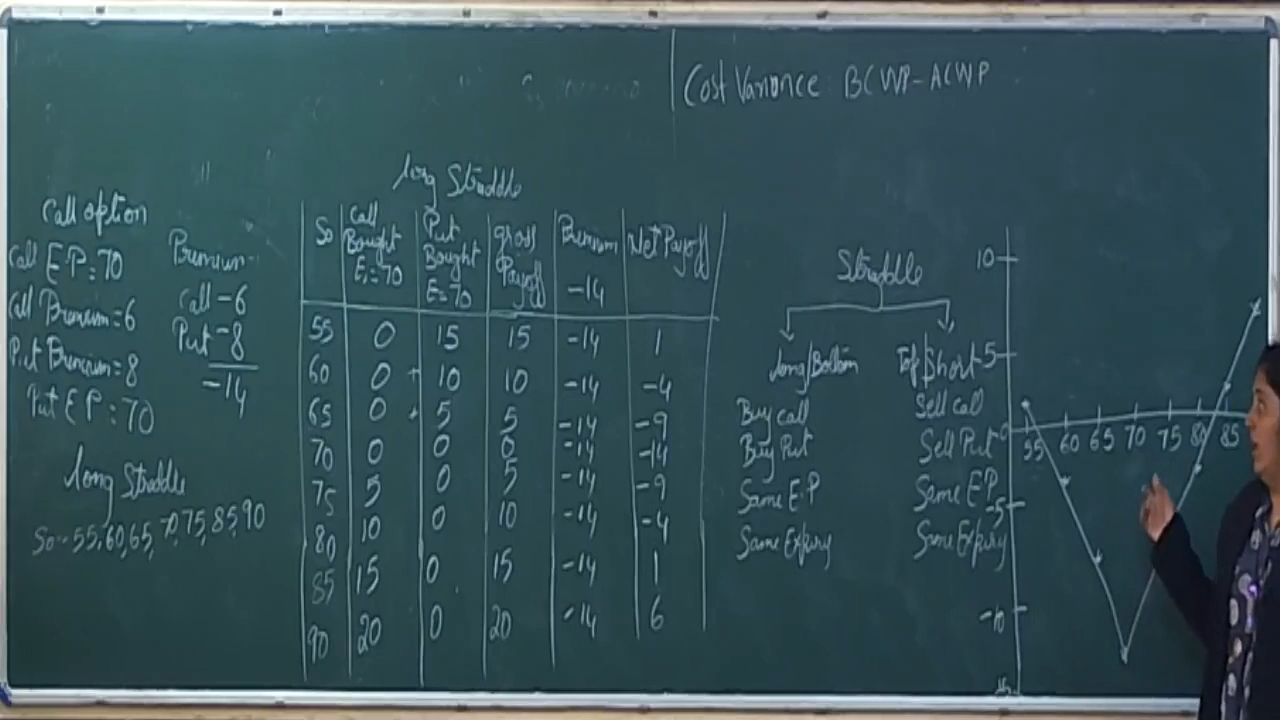 Cost Variance BCWP-ACWP
Call option
Call E.P = 70
Call Premium = 6
Put Premium = 8
Put E P = 70
Premium
Call - 6
Put - 8
-14
long Straddle
So - 55, 60, 65, 70, 75, 85, 90
long Straddle
So | Call Bought E = 70 | Put Bought E = 70 | gross Payoff | Premium -14 | Net Payoff
55 0 15 15 -14 1
60 0 + 10 10 -14 -4
65 0 + 5 5 -14 -9
70 0 0 0 -14 -14
75 5 0 5 -14 -9
80 10 0 10 -14 -4
85 15 0 15 -14 1
90 20 0 20 -14 6
Straddle
long/Bottom
Buy call
Buy Put
Same E.P
Same Expiry
Top/Short
Sell call
Sell Put
Same E P
Same Expiry
10
5
0
55 60 65 70 75 80 85
-5
-10